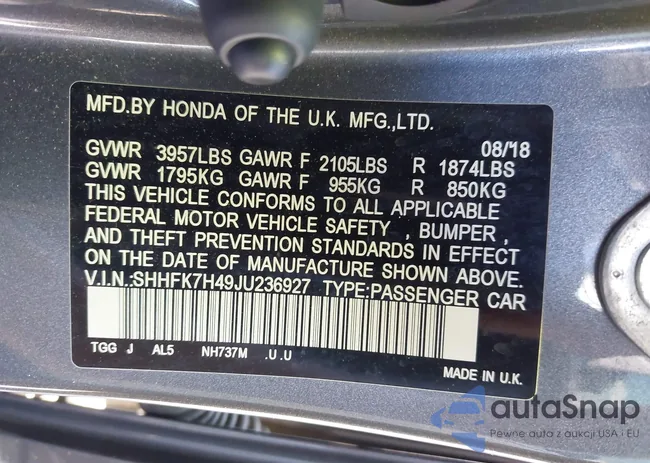 MFD.BY HONDA OF THE U.K. MFG.,LTD.
08/18
GVWR 3957LBS GAWR F 2105LBS R 1874LBS
GVWR 1795KG GAWR F 955KG R 850KG
THIS VEHICLE CONFORMS TO ALL APPLICABLE
FEDERAL MOTOR VEHICLE SAFETY , BUMPER ,
AND THEFT PREVENTION STANDARDS IN EFFECT
ON DATE OF MANUFACTURE SHOWN ABOVE.
V.I.N.:SHHFK7H49JU236927 TYPE:PASSENGER CAR
TGG J AL5 NH737M .U.U
MADE IN U.K.
autaSnap
Pewne auta z aukcji USA i EU